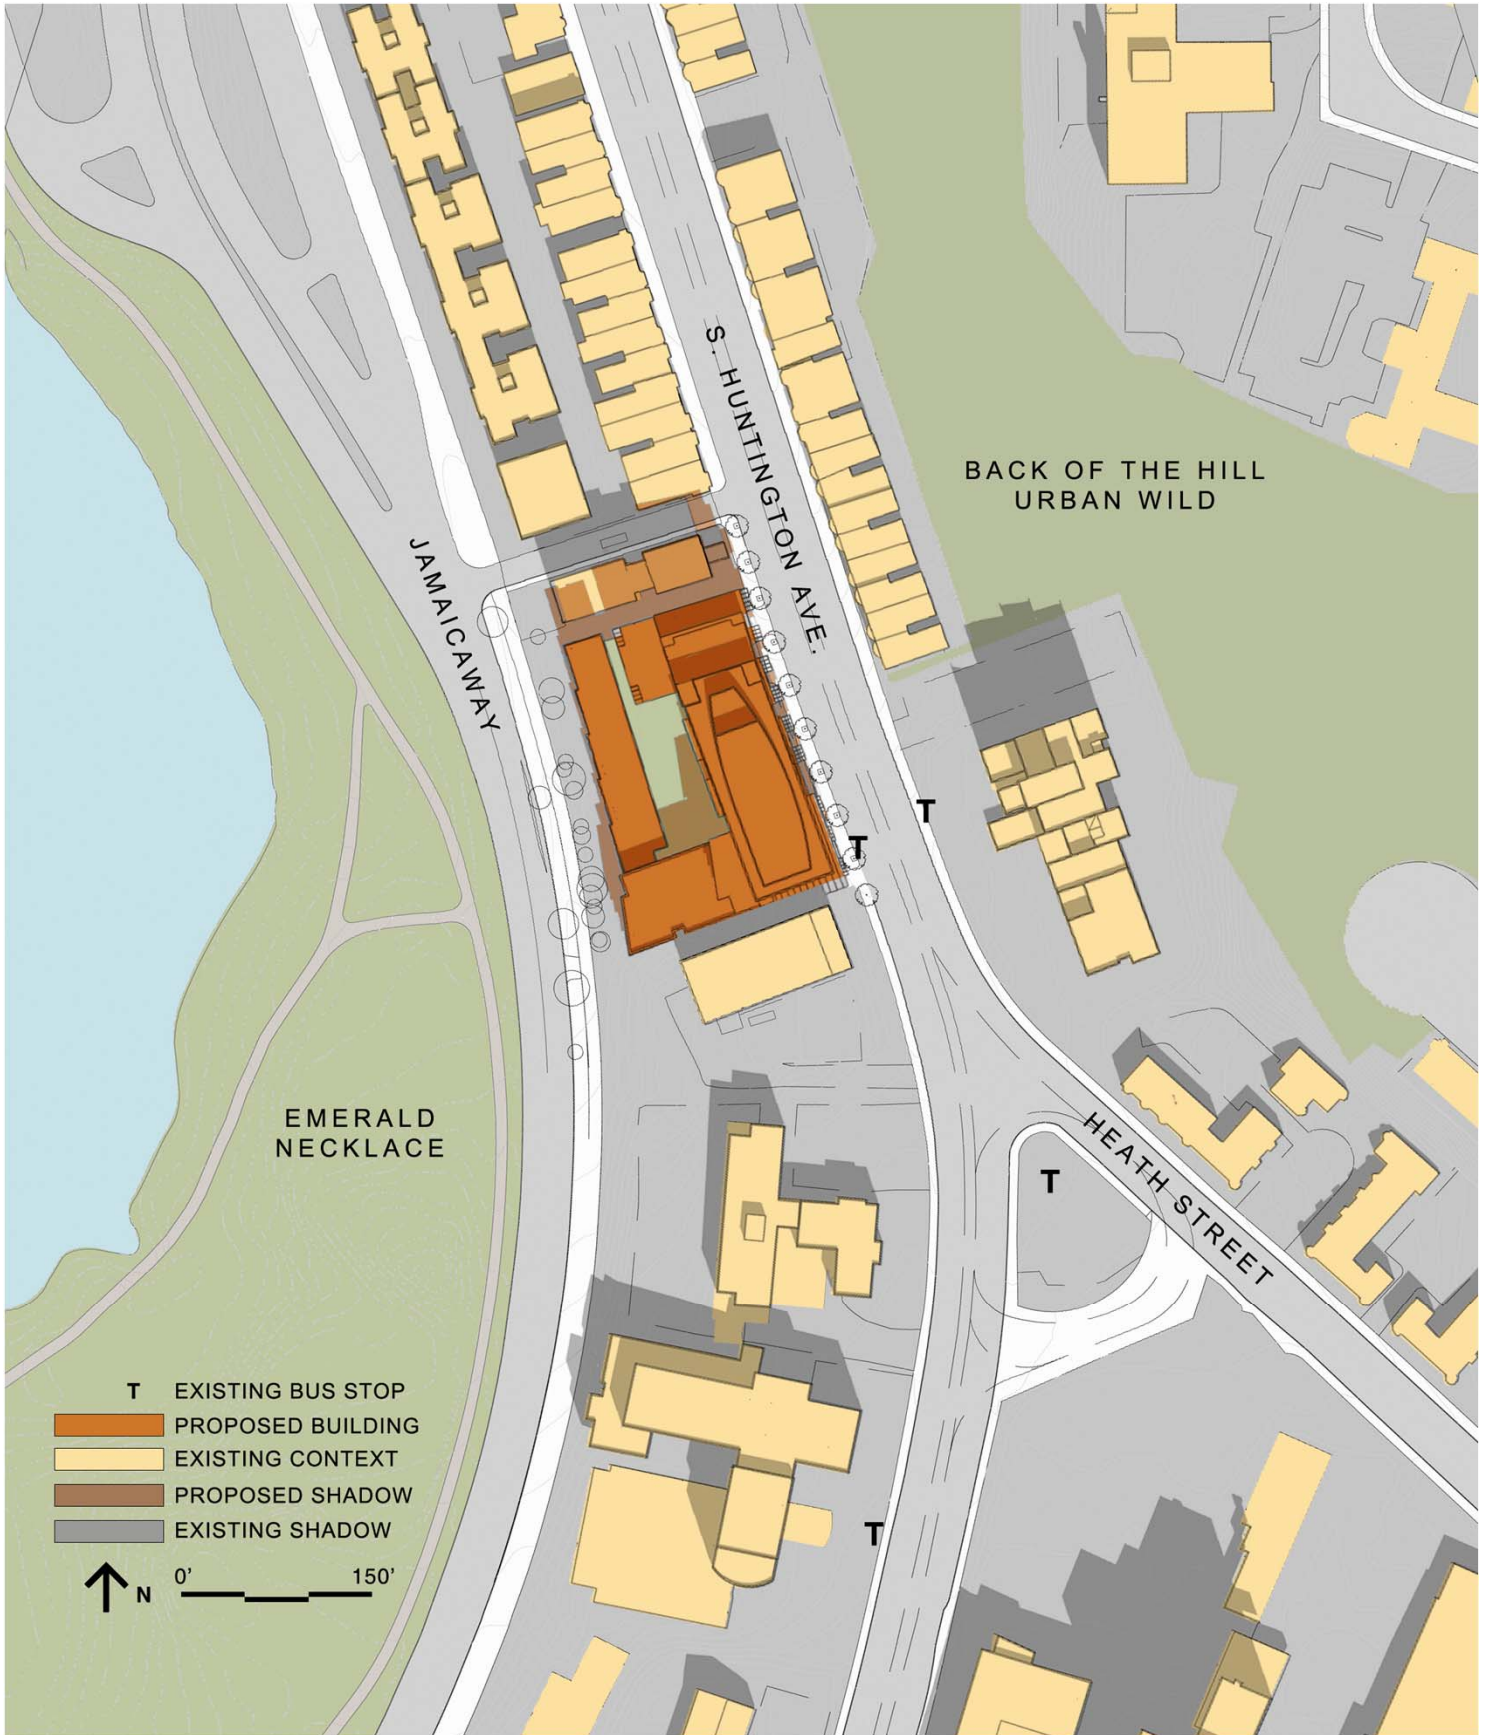 S. HUNTINGTON AVE.
BACK OF THE HILL
URBAN WILD
JAMAICAWAY
T
T
EMERALD
NECKLACE
HEATH STREET
T
T EXISTING BUS STOP
PROPOSED BUILDING
EXISTING CONTEXT
PROPOSED SHADOW
EXISTING SHADOW
T
N 0' 150'